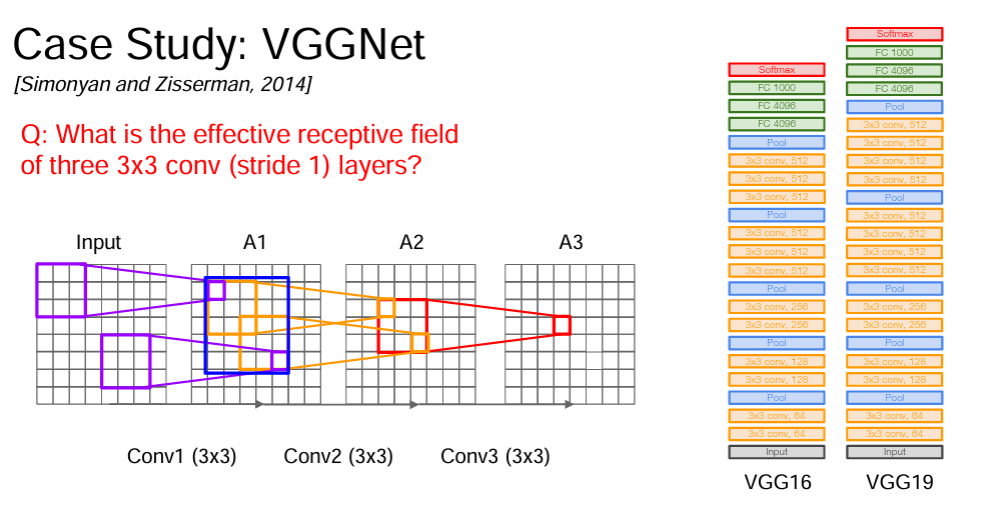 Case Study: VGGNet
[Simonyan and Zisserman, 2014]
Q: What is the effective receptive field
of three 3x3 conv (stride 1) layers?
Input
A1
A2
A3
Conv1 (3x3)
Conv2 (3x3)
Conv3 (3x3)
Softmax
FC 1000
FC 4096
FC 4096
Pool
3x3 conv, 512
3x3 conv, 512
3x3 conv, 512
Pool
3x3 conv, 512
3x3 conv, 512
3x3 conv, 512
Pool
3x3 conv, 256
3x3 conv, 256
Pool
3x3 conv, 128
3x3 conv, 128
Pool
3x3 conv, 64
3x3 conv, 64
Input
VGG16
Softmax
FC 1000
FC 4096
FC 4096
Pool
3x3 conv, 512
3x3 conv, 512
3x3 conv, 512
3x3 conv, 512
Pool
3x3 conv, 512
3x3 conv, 512
3x3 conv, 512
3x3 conv, 512
Pool
3x3 conv, 256
3x3 conv, 256
Pool
3x3 conv, 128
3x3 conv, 128
Pool
3x3 conv, 64
3x3 conv, 64
Input
VGG19